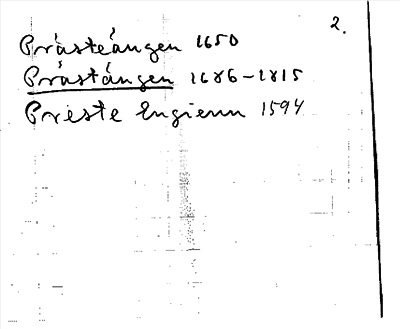 2.
Prästeängen 1650
Prästängen 1686-1815
Preste Engienn 1594